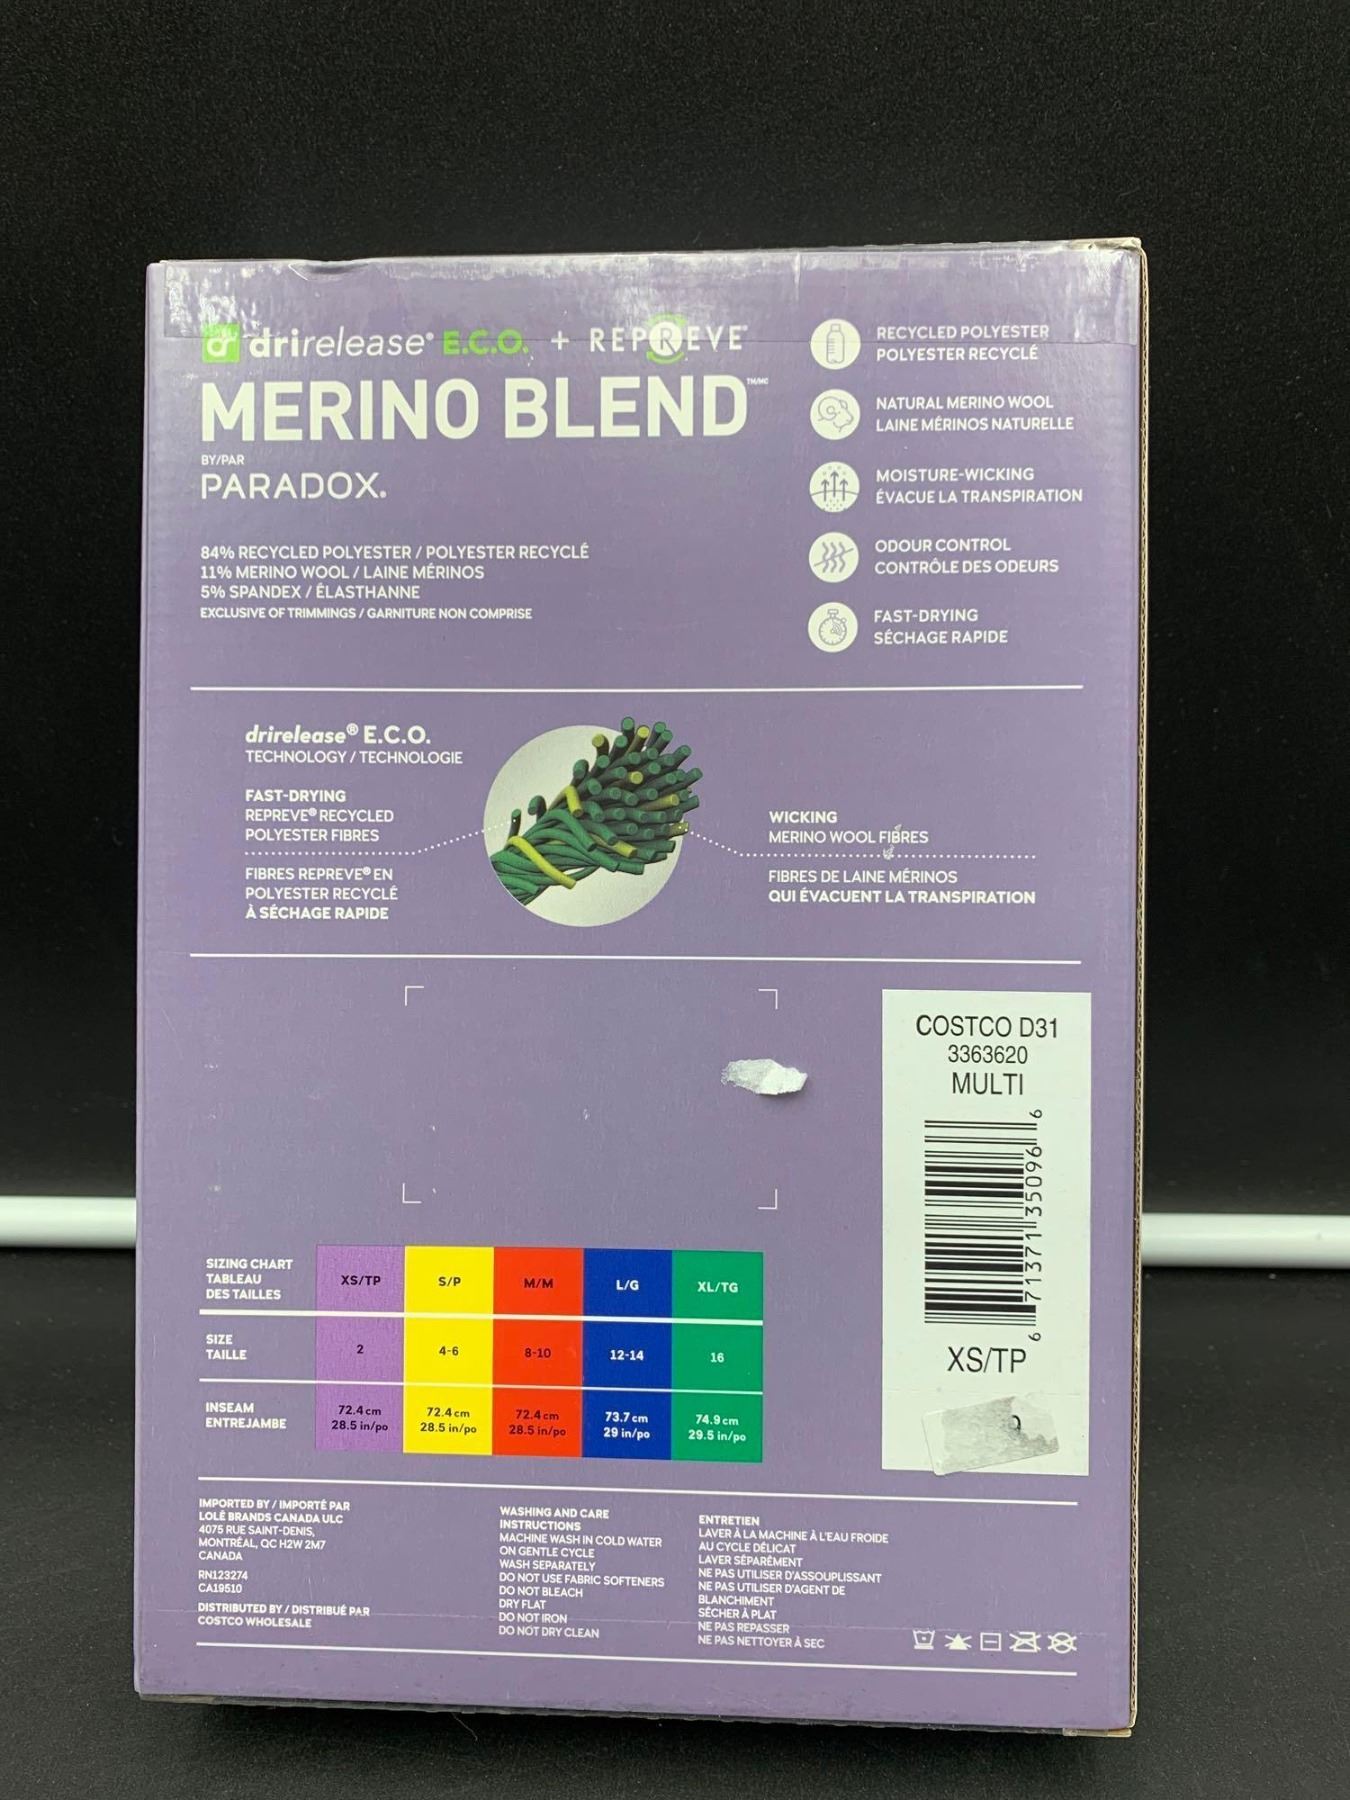 dr drirelease® E.C.O. + REPREVE®
MERINO BLEND™/MC
BY/PAR
PARADOX®
84% RECYCLED POLYESTER / POLYESTER RECYCLÉ
11% MERINO WOOL / LAINE MÉRINOS
5% SPANDEX / ÉLASTHANNE
EXCLUSIVE OF TRIMMINGS / GARNITURE NON COMPRISE
RECYCLED POLYESTER
POLYESTER RECYCLÉ
NATURAL MERINO WOOL
LAINE MÉRINOS NATURELLE
MOISTURE-WICKING
ÉVACUE LA TRANSPIRATION
ODOUR CONTROL
CONTRÔLE DES ODEURS
FAST-DRYING
SÉCHAGE RAPIDE
drirelease® E.C.O.
TECHNOLOGY / TECHNOLOGIE
FAST-DRYING
REPREVE® RECYCLED
POLYESTER FIBRES
FIBRES REPREVE® EN
POLYESTER RECYCLÉ
À SÉCHAGE RAPIDE
WICKING
MERINO WOOL FIBRES
FIBRES DE LAINE MÉRINOS
QUI ÉVACUENT LA TRANSPIRATION
COSTCO D31
3363620
MULTI
6 71371 35096 6
XS/TP
SIZING CHART
TABLEAU
DES TAILLES
XS/TP S/P M/M L/G XL/TG
SIZE
TAILLE
2 4-6 8-10 12-14 16
INSEAM
ENTREJAMBE
72.4 cm 72.4 cm 72.4 cm 73.7 cm 74.9 cm
28.5 in/po 28.5 in/po 28.5 in/po 29 in/po 29.5 in/po
IMPORTED BY / IMPORTÉ PAR
LOLË BRANDS CANADA ULC
4075 RUE SAINT-DENIS,
MONTRÉAL, QC H2W 2M7
CANADA
RN123274
CA19510
DISTRIBUTED BY / DISTRIBUÉ PAR
COSTCO WHOLESALE
WASHING AND CARE
INSTRUCTIONS
MACHINE WASH IN COLD WATER
ON GENTLE CYCLE
WASH SEPARATELY
DO NOT USE FABRIC SOFTENERS
DO NOT BLEACH
DRY FLAT
DO NOT IRON
DO NOT DRY CLEAN
ENTRETIEN
LAVER À LA MACHINE À L'EAU FROIDE
AU CYCLE DÉLICAT
LAVER SÉPARÉMENT
NE PAS UTILISER D'ASSOUPLISSANT
NE PAS UTILISER D'AGENT DE
BLANCHIMENT
SÉCHER À PLAT
NE PAS REPASSER
NE PAS NETTOYER À SEC